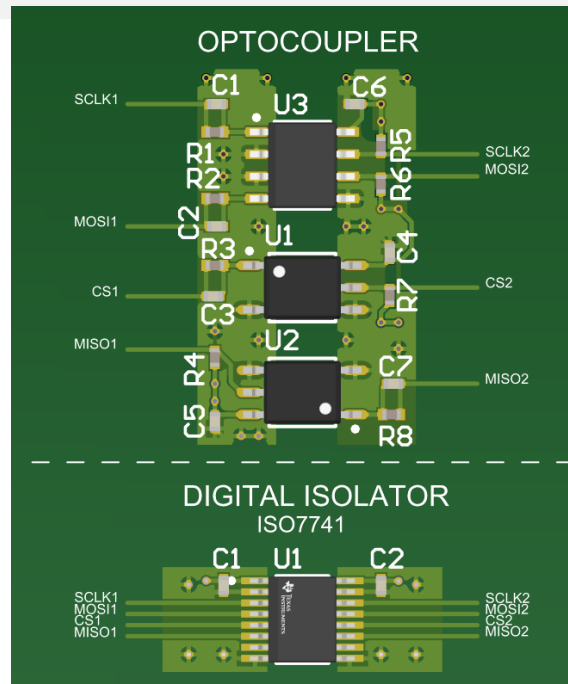 OPTOCOUPLER
C1
C6
SCLK1
U3
R5
R1
SCLK2
R2
R6
MOSI2
C2
MOSI1
U1
R3
C4
CS1
CS2
C3
R7
U2
MISO1
R4
C7
MISO2
C5
R8
DIGITAL ISOLATOR
ISO7741
C1
U1
C2
SCLK1
MOSI1
CS1
MISO1
TEXAS
INSTRUMENTS
SCLK2
MOSI2
CS2
MISO2